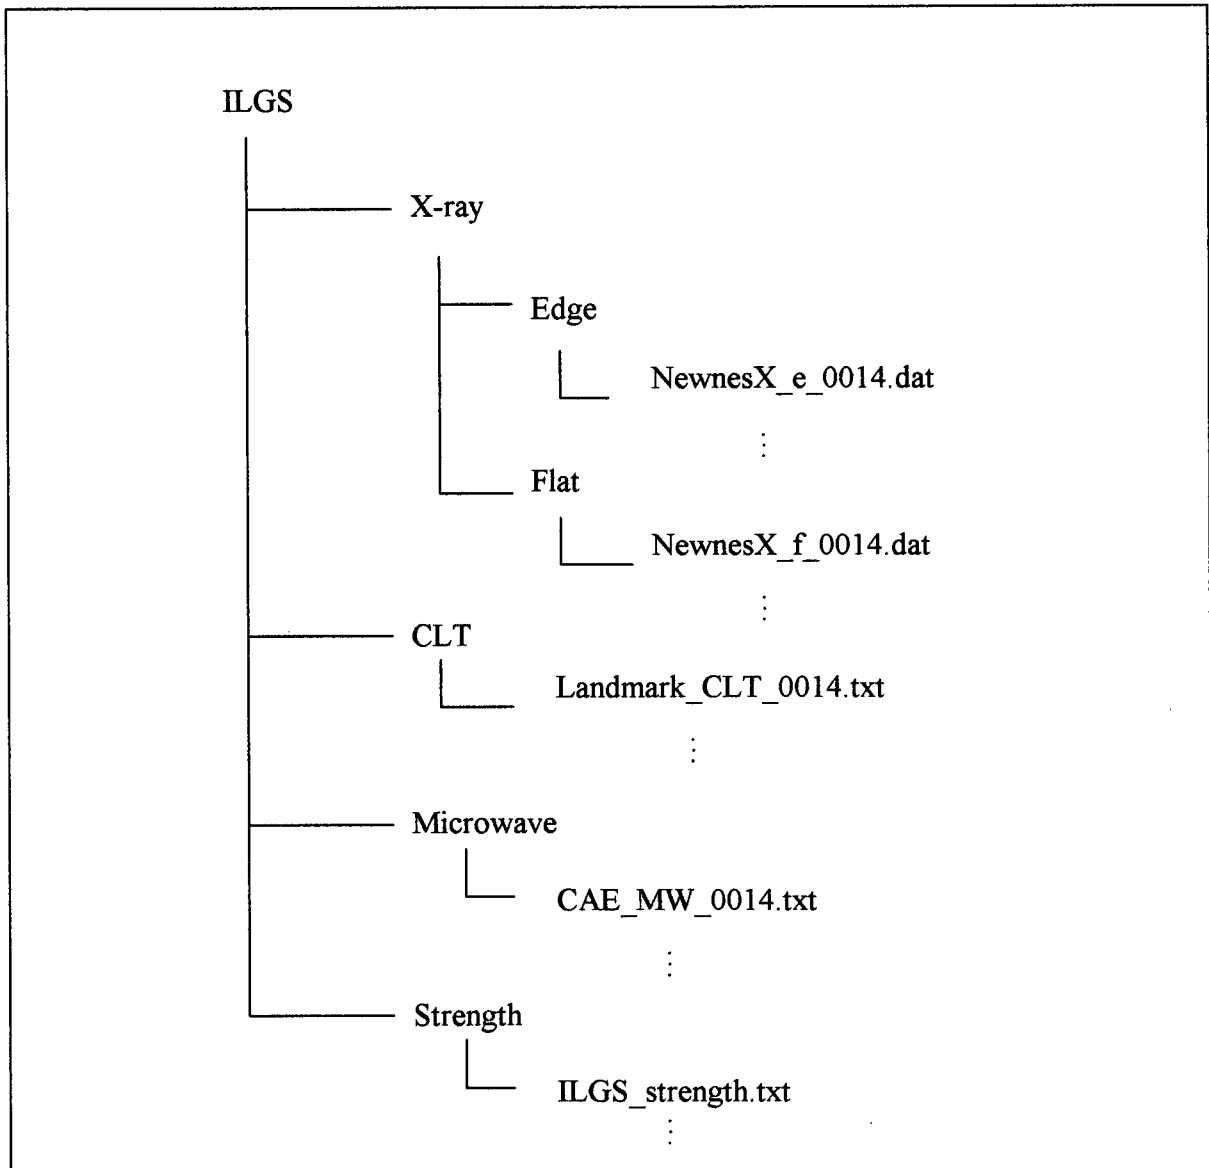 ILGS
X-ray
Edge
NewnesX_e_0014.dat
⋮
Flat
NewnesX_f_0014.dat
⋮
CLT
Landmark_CLT_0014.txt
⋮
Microwave
CAE_MW_0014.txt
⋮
Strength
ILGS_strength.txt
⋮